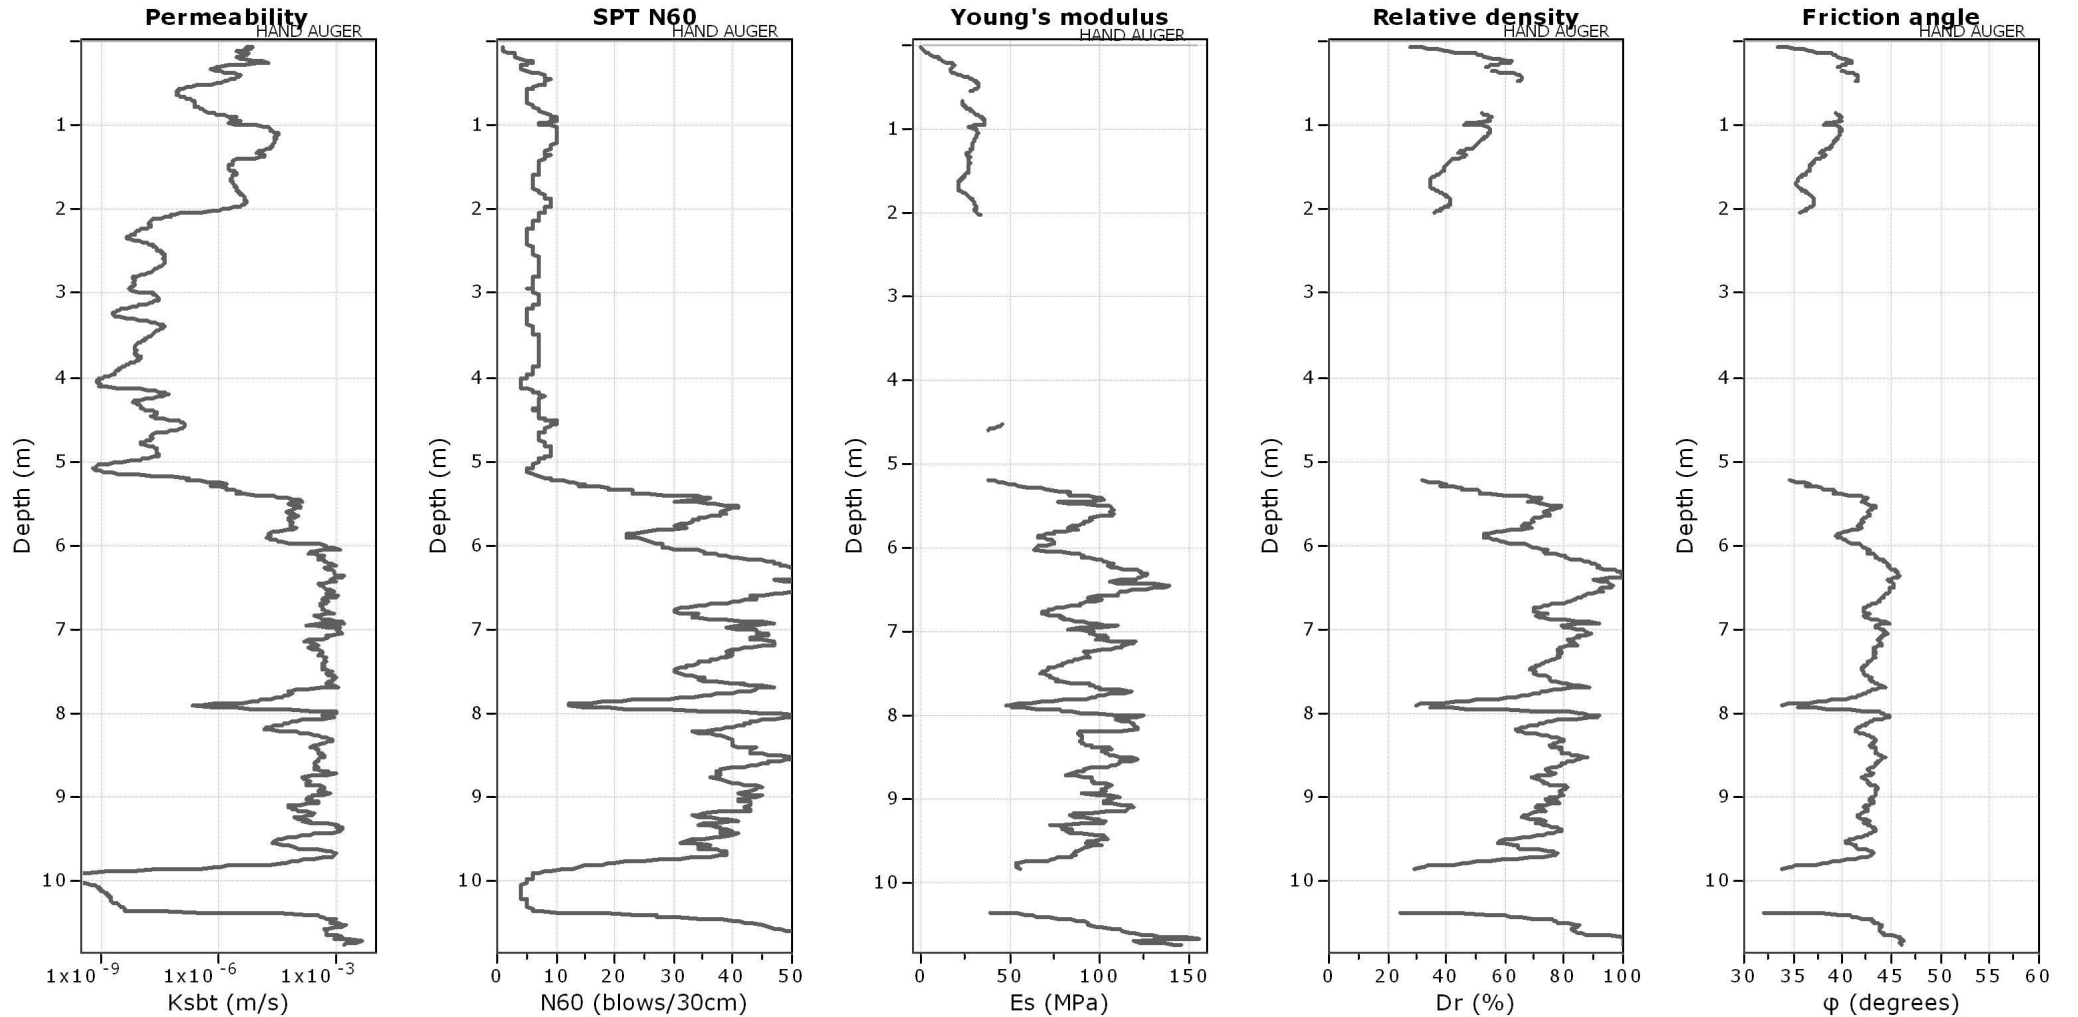 Permeability
HAND AUGER
1
2
3
4
5
6
7
8
9
10
Depth (m)
1x10-9 1x10-6 1x10-3
Ksbt (m/s)
SPT N60
HAND AUGER
1
2
3
4
5
6
7
8
9
10
Depth (m)
0 10 20 30 40 50
N60 (blows/30cm)
Young's modulus
HAND AUGER
1
2
3
4
5
6
7
8
9
10
Depth (m)
0 50 100 150
Es (MPa)
Relative density
HAND AUGER
1
2
3
4
5
6
7
8
9
10
Depth (m)
0 20 40 60 80 100
Dr (%)
Friction angle
HAND AUGER
1
2
3
4
5
6
7
8
9
10
Depth (m)
30 35 40 45 50 55 60
φ (degrees)